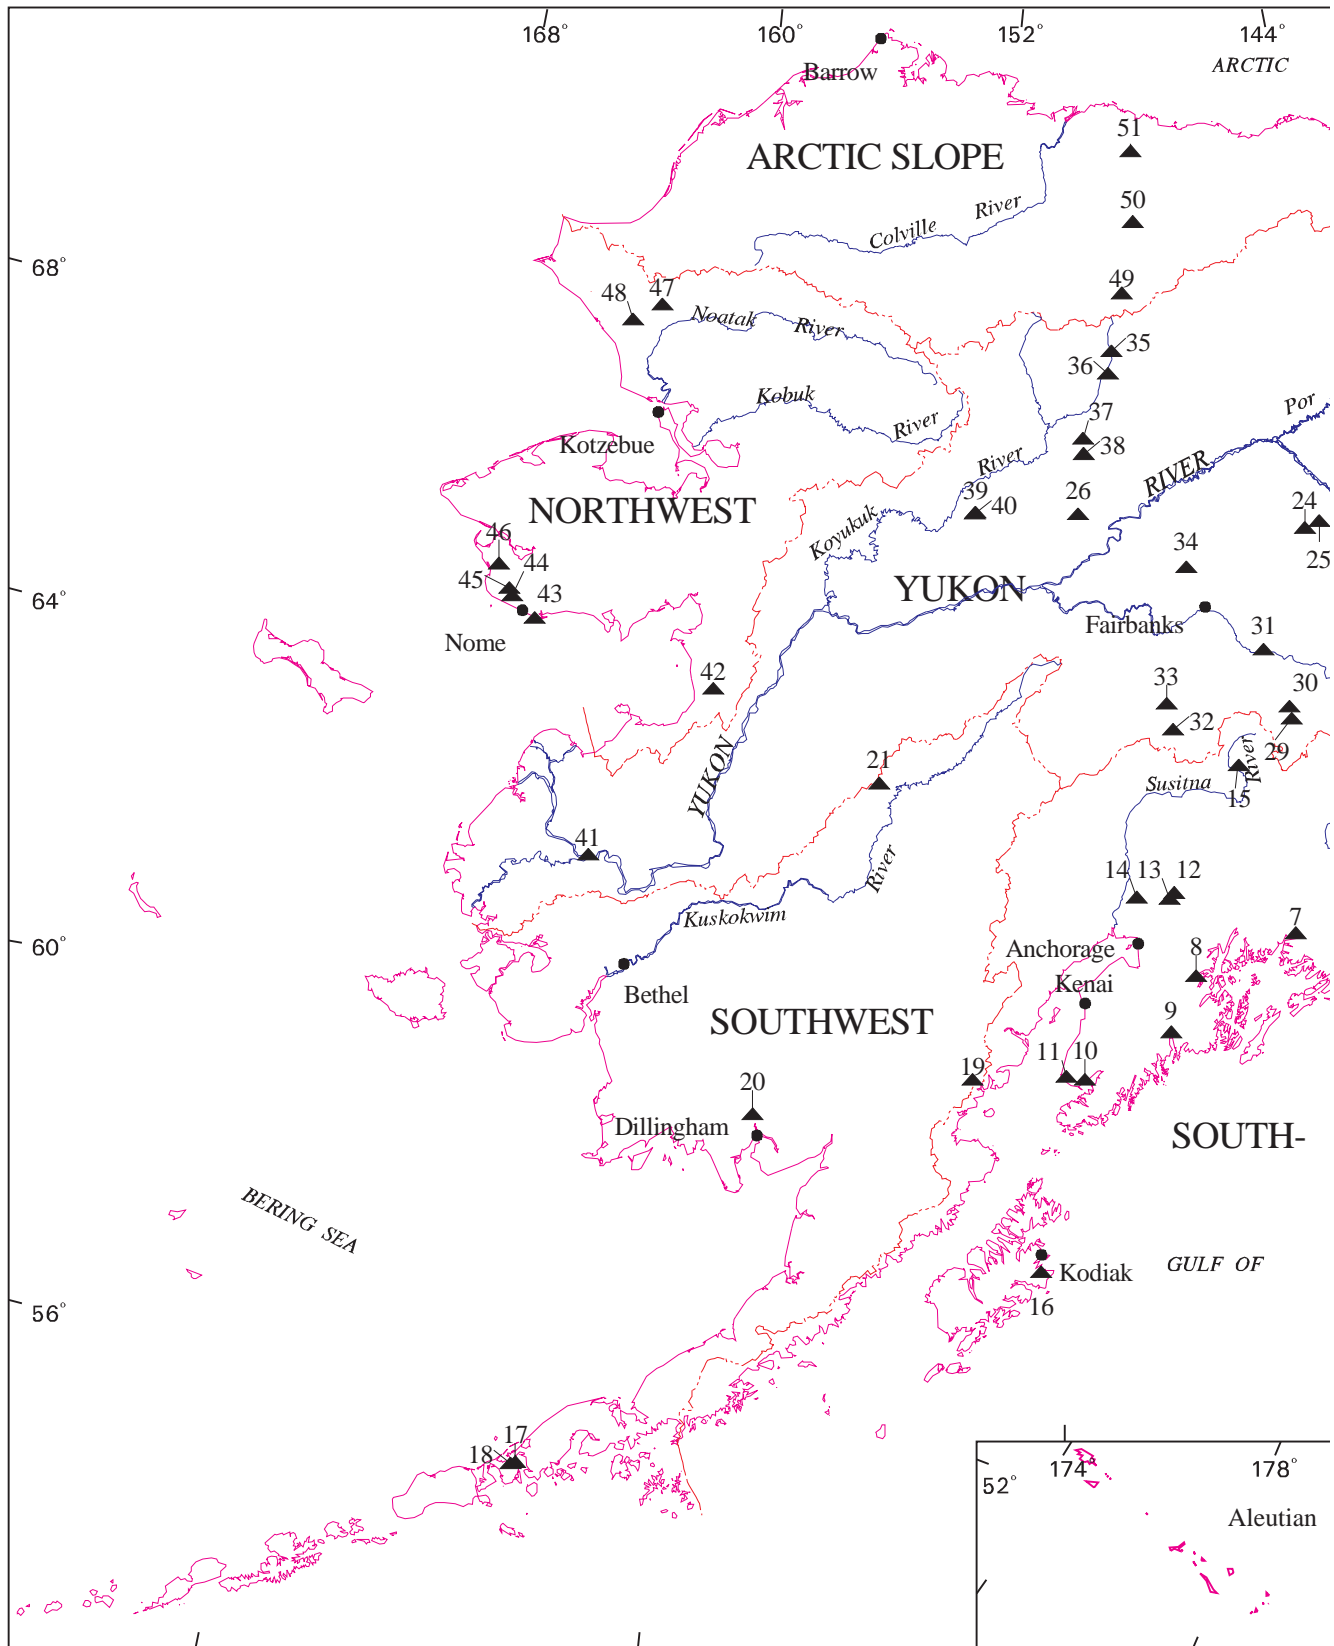 168° 160° 152° 144°
ARCTIC
Barrow
51
ARCTIC SLOPE
50
Colville River
68°
49
48 47
Noatak River
35
36
Kobuk River
Por
37
Kotzebue
38
River
RIVER
NORTHWEST
39 40
26
24
Koyukuk
46
34
25
45 44
64°
43
YUKON
Nome
Fairbanks
31
42
33
30
32
29
YUKON
21
River
Susitna
15
41
River
14 13 12
Kuskokwim
7
60°
Anchorage
8
Bethel
Kenai
SOUTHWEST
9
19
11 10
20
Dillingham
SOUTH-
BERING SEA
Kodiak
GULF OF
56°
16
17
18
52°
174° 178°
Aleutian